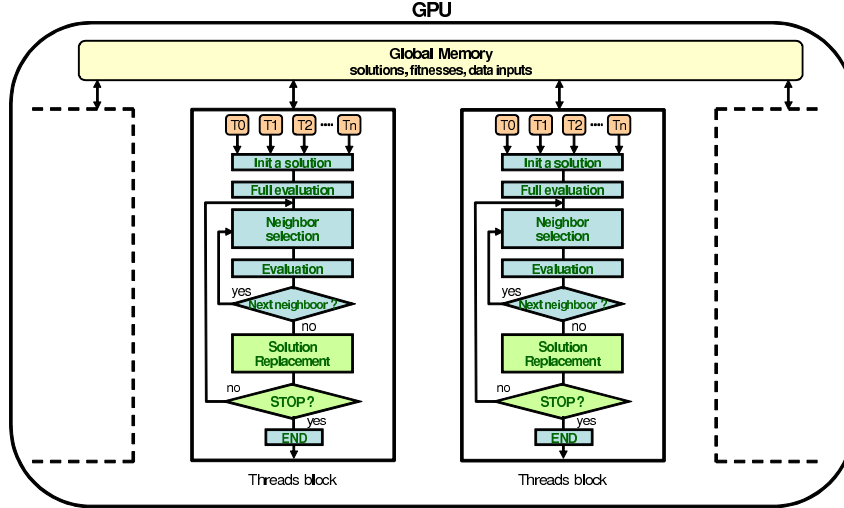 GPU
Global Memory
solutions, fitnesses, data inputs
T0 T1 T2 .... Tn
Init a solution
Full evaluation
Neighbor
selection
Evaluation
yes
Next neighbor ?
no
Solution
Replacement
no
STOP ?
yes
END
Threads block
T0 T1 T2 .... Tn
Init a solution
Full evaluation
Neighbor
selection
Evaluation
yes
Next neighbor ?
no
Solution
Replacement
no
STOP ?
yes
END
Threads block